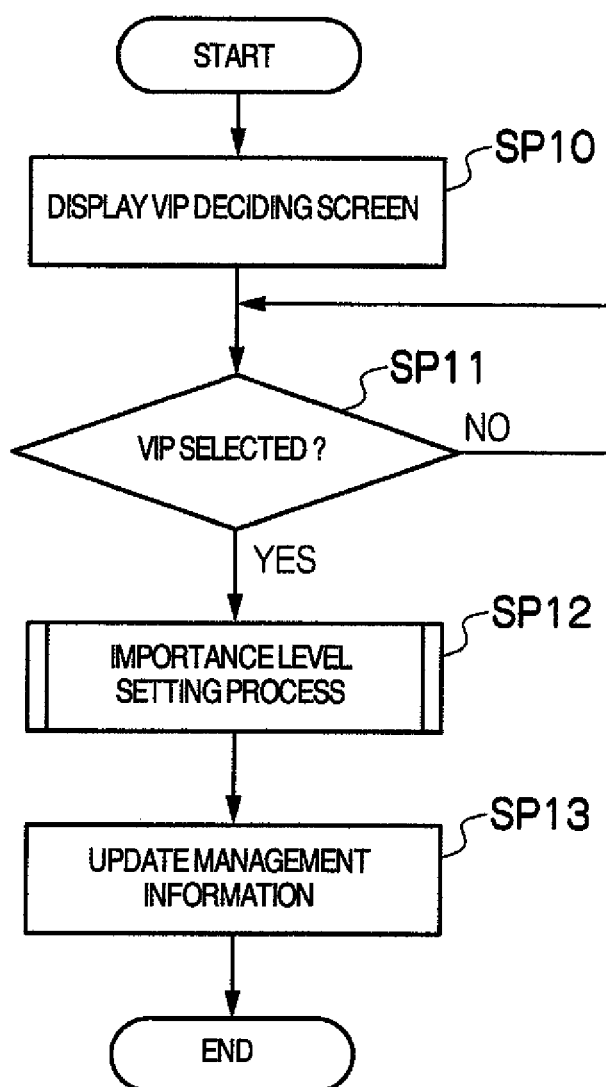 START
SP10
DISPLAY VIP DECIDING SCREEN
SP11
VIP SELECTED ?
NO
YES
SP12
IMPORTANCE LEVEL
SETTING PROCESS
SP13
UPDATE MANAGEMENT
INFORMATION
END